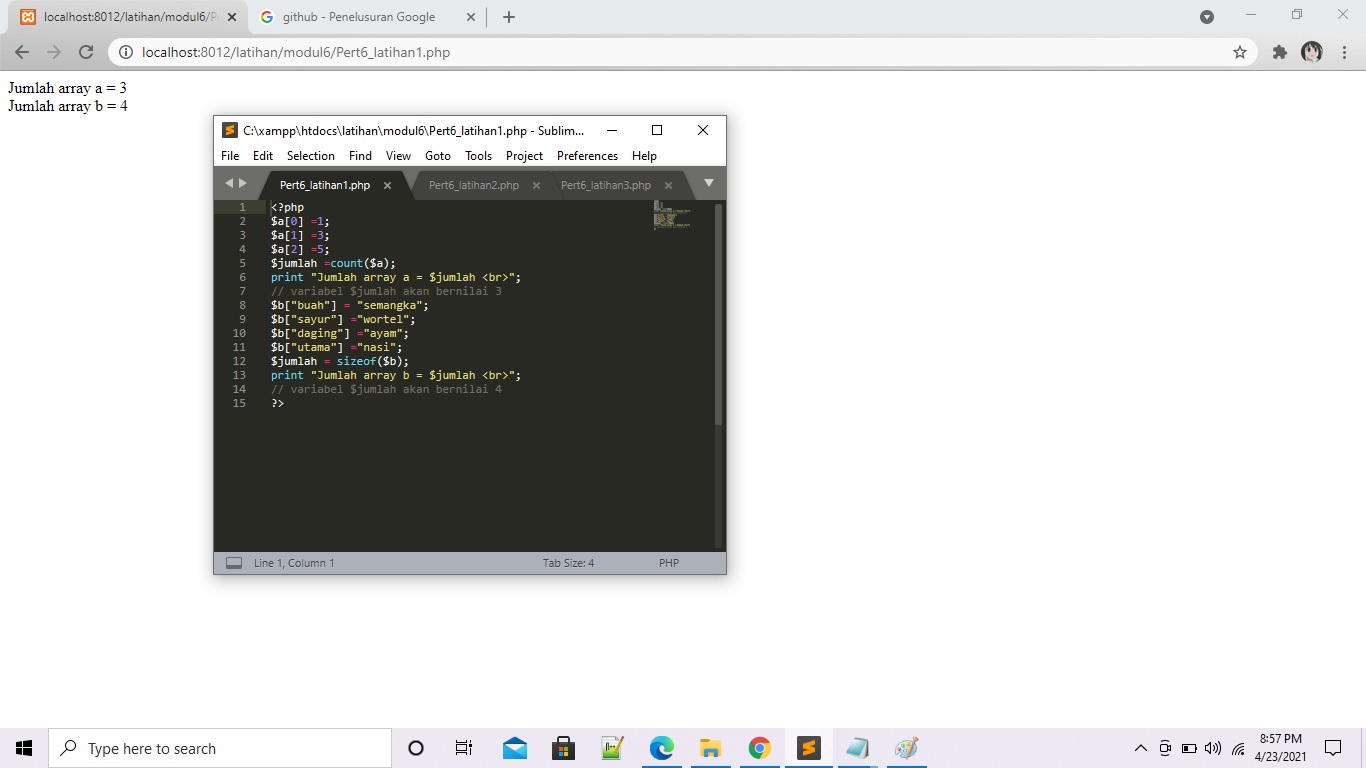 localhost:8012/latihan/modul6/P
github - Penelusuran Google
localhost:8012/latihan/modul6/Pert6_latihan1.php
Jumlah array a = 3
Jumlah array b = 4
C:\xampp\htdocs\latihan\modul6\Pert6_latihan1.php - Sublim...
File Edit Selection Find View Goto Tools Project Preferences Help
Pert6_latihan1.php Pert6_latihan2.php Pert6_latihan3.php
1 <?php
2 $a[0] =1;
3 $a[1] =3;
4 $a[2] =5;
5 $jumlah =count($a);
6 print "Jumlah array a = $jumlah <br>";
7 // variabel $jumlah akan bernilai 3
8 $b["buah"] = "semangka";
9 $b["sayur"] ="wortel";
10 $b["daging"] ="ayam";
11 $b["utama"] ="nasi";
12 $jumlah = sizeof($b);
13 print "Jumlah array b = $jumlah <br>";
14 // variabel $jumlah akan bernilai 4
15 ?>
Line 1, Column 1 Tab Size: 4 PHP
Type here to search
8:57 PM
4/23/2021